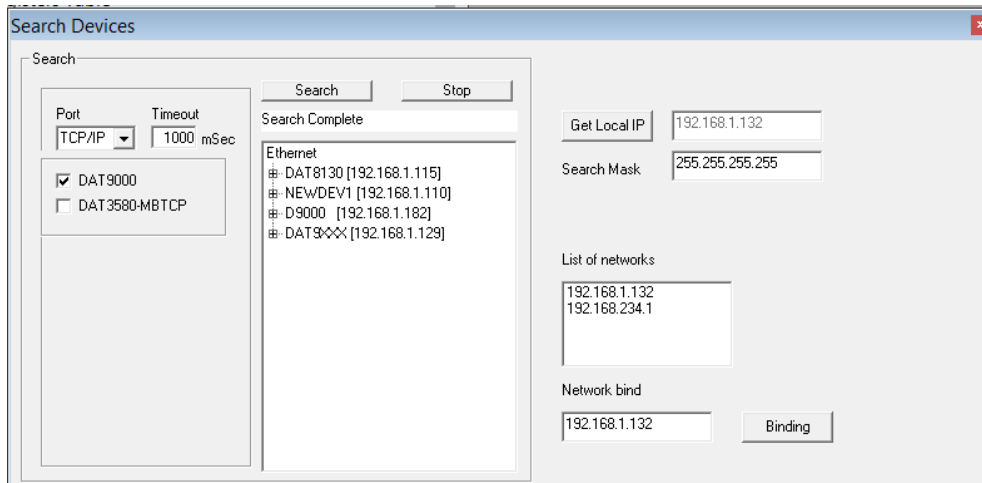 Search Devices
Search
Search
Stop
Port
Timeout
TCP/IP
1000 mSec
Search Complete
DAT9000
DAT3580-MBTCP
Ethernet
DAT8130 [192.168.1.115]
NEWDEV1 [192.168.1.110]
D9000 [192.168.1.182]
DAT9XXX [192.168.1.129]
Get Local IP
192.168.1.132
Search Mask
255.255.255.255
List of networks
192.168.1.132
192.168.234.1
Network bind
192.168.1.132
Binding